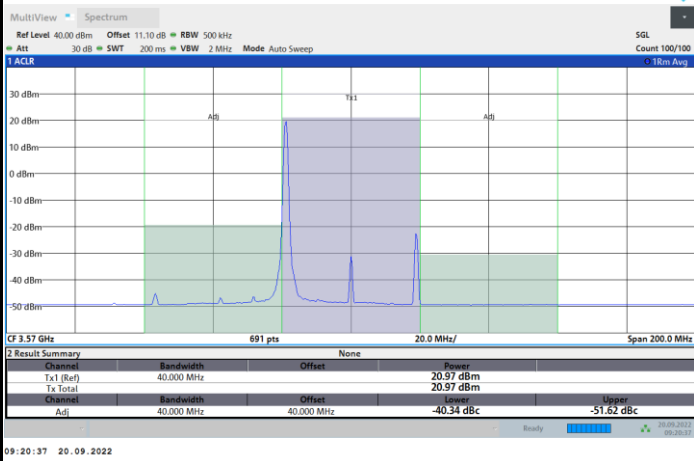 MultiView Spectrum
Ref Level 40.00 dBm Offset 11.10 dB RBW 500 kHz SGL
Att 30 dB SWT 200 ms VBW 2 MHz Mode Auto Sweep Count 100/100
1 ACLR 1Rm Avg
30 dBm
Tx1
20 dBm Adj Adj
10 dBm
0 dBm
-10 dBm
-20 dBm
-30 dBm
-40 dBm
-50 dBm
CF 3.57 GHz 691 pts 20.0 MHz/ Span 200.0 MHz
2 Result Summary None
Channel Bandwidth Offset Power
Tx1 (Ref) 40.000 MHz 20.97 dBm
Tx Total 20.97 dBm
Channel Bandwidth Offset Lower Upper
Adj 40.000 MHz 40.000 MHz -40.34 dBc -51.62 dBc
Ready 20.09.2022
09:20:37
09:20:37 20.09.2022